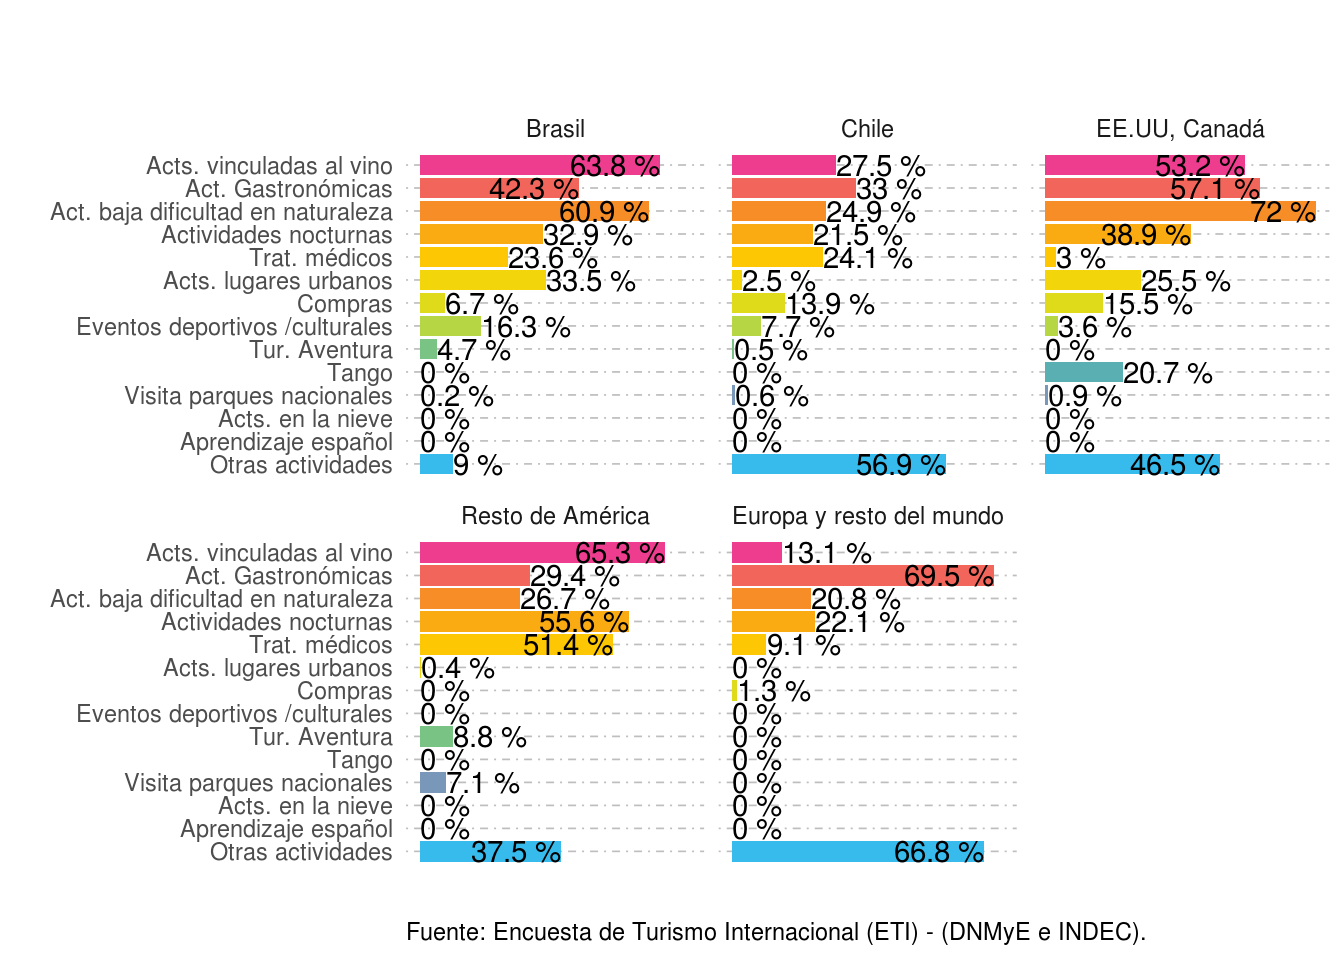 Brasil Chile EE.UU, Canadá
Acts. vinculadas al vino 63.8 % 27.5 % 53.2 %
Act. Gastronómicas 42.3 % 33 % 57.1 %
Act. baja dificultad en naturaleza 60.9 % 24.9 % 72 %
Actividades nocturnas 32.9 % 21.5 % 38.9 %
Trat. médicos 23.6 % 24.1 % 3 %
Acts. lugares urbanos 33.5 % 2.5 % 25.5 %
Compras 6.7 % 13.9 % 15.5 %
Eventos deportivos /culturales 16.3 % 7.7 % 3.6 %
Tur. Aventura 4.7 % 0.5 % 0 %
Tango 0 % 0 % 20.7 %
Visita parques nacionales 0.2 % 0.6 % 0.9 %
Acts. en la nieve 0 % 0 % 0 %
Aprendizaje español 0 % 0 % 0 %
Otras actividades 9 % 56.9 % 46.5 %
Resto de América Europa y resto del mundo
Acts. vinculadas al vino 65.3 % 13.1 %
Act. Gastronómicas 29.4 % 69.5 %
Act. baja dificultad en naturaleza 26.7 % 20.8 %
Actividades nocturnas 55.6 % 22.1 %
Trat. médicos 51.4 % 9.1 %
Acts. lugares urbanos 0.4 % 0 %
Compras 0 % 1.3 %
Eventos deportivos /culturales 0 % 0 %
Tur. Aventura 8.8 % 0 %
Tango 0 % 0 %
Visita parques nacionales 7.1 % 0 %
Acts. en la nieve 0 % 0 %
Aprendizaje español 0 % 0 %
Otras actividades 37.5 % 66.8 %
Fuente: Encuesta de Turismo Internacional (ETI) - (DNMyE e INDEC).